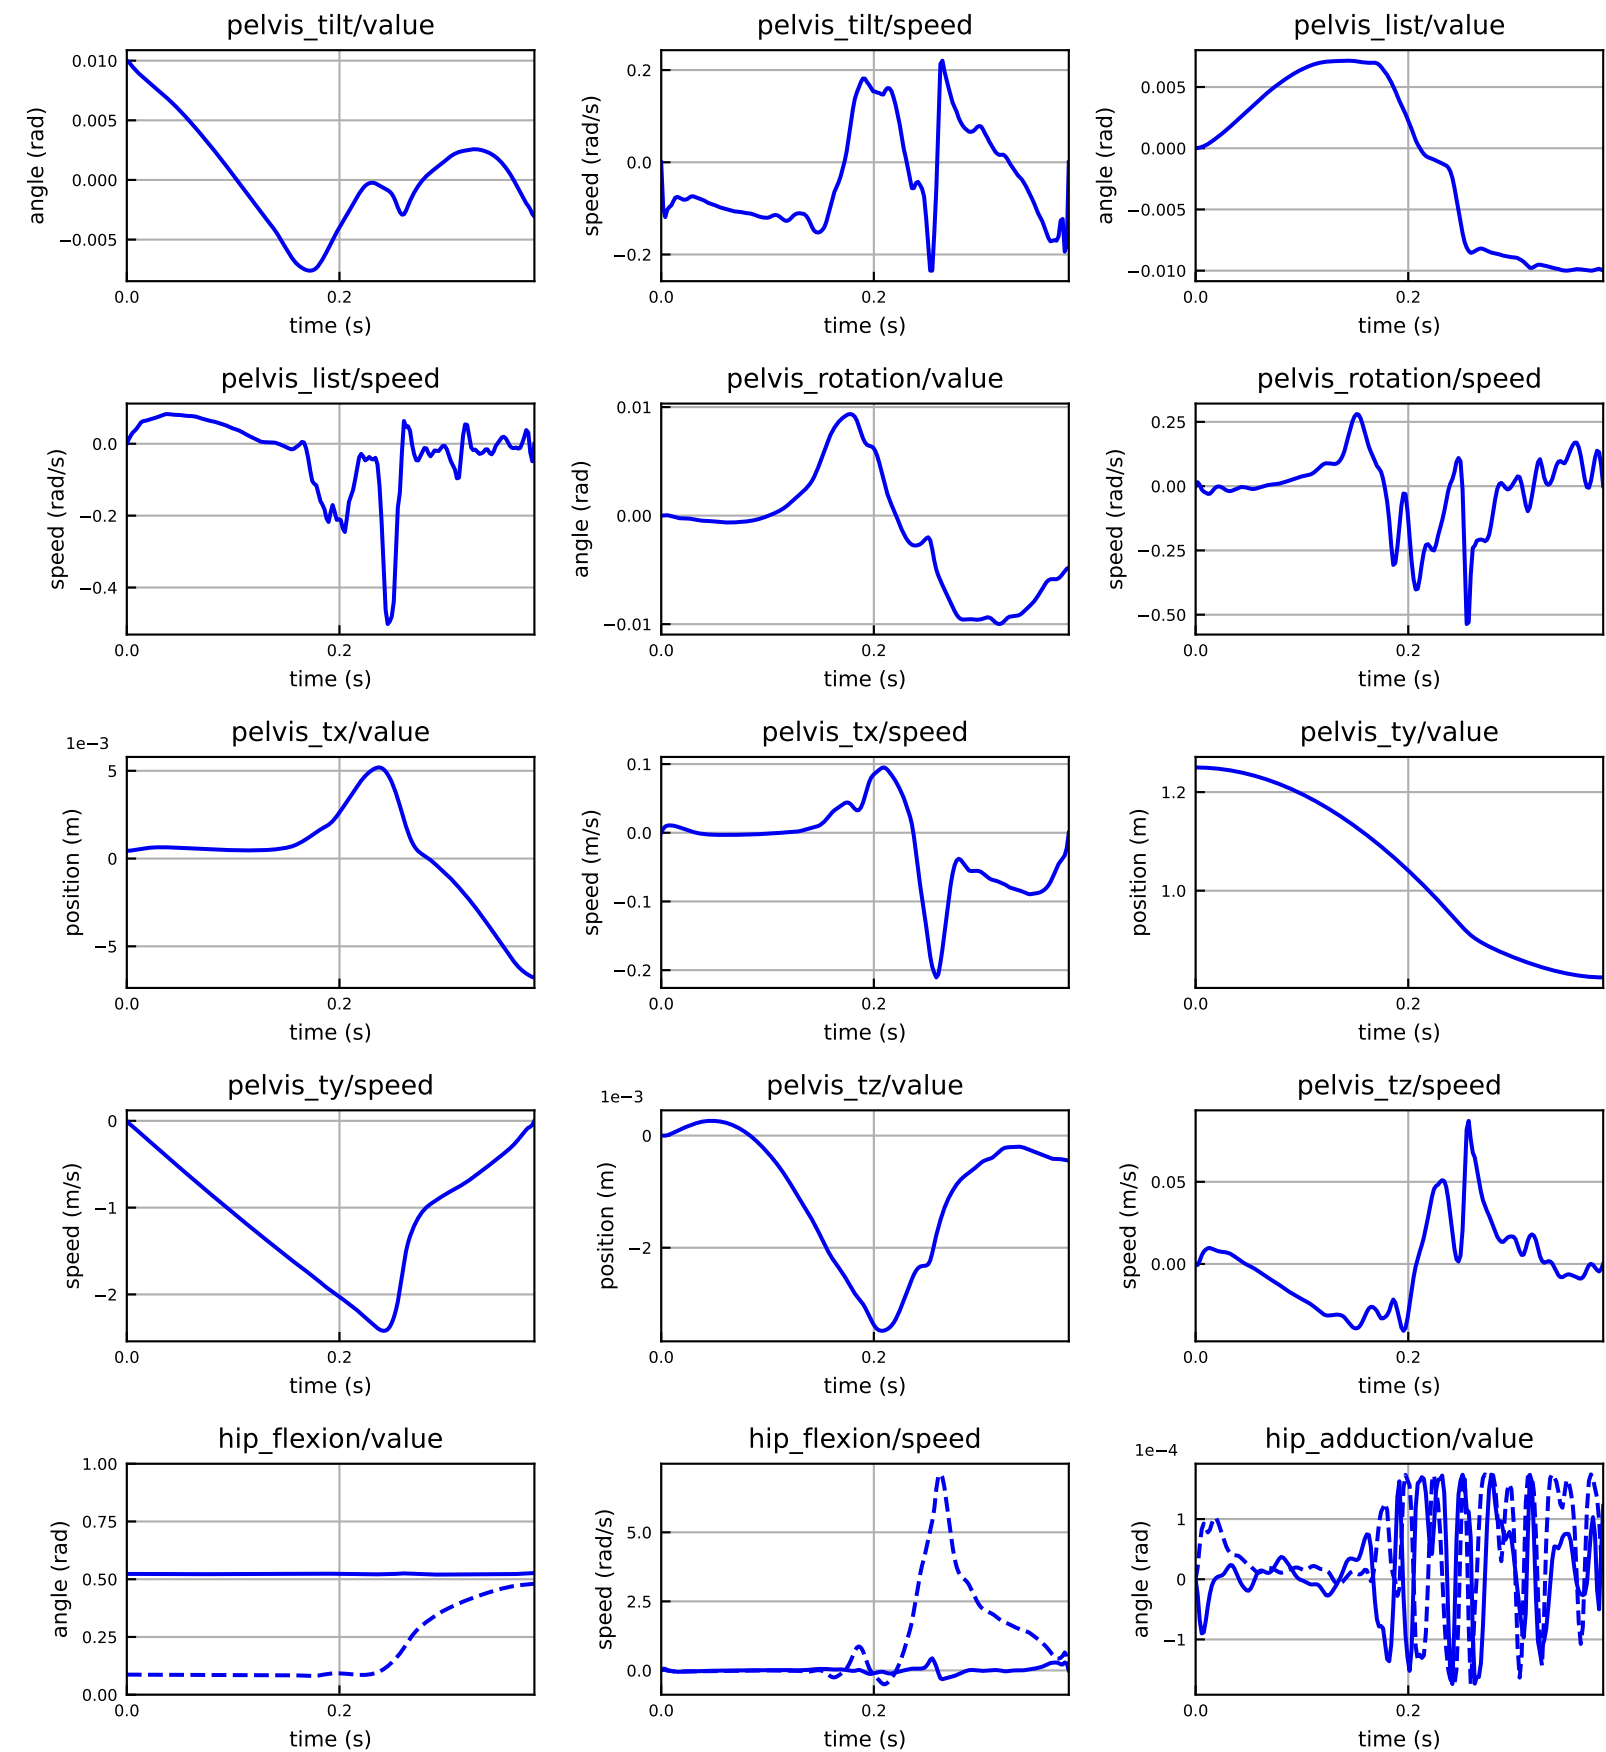 pelvis_tilt/value
0.010
0.005
0.000
−0.005
angle (rad)
0.0
0.2
time (s)
pelvis_tilt/speed
0.2
0.0
−0.2
speed (rad/s)
0.0
0.2
time (s)
pelvis_list/value
0.005
0.000
−0.005
−0.010
angle (rad)
0.0
0.2
time (s)
pelvis_list/speed
0.0
−0.2
−0.4
speed (rad/s)
0.0
0.2
time (s)
pelvis_rotation/value
0.01
0.00
−0.01
angle (rad)
0.0
0.2
time (s)
pelvis_rotation/speed
0.25
0.00
−0.25
−0.50
speed (rad/s)
0.0
0.2
time (s)
pelvis_tx/value
1e−3
5
0
−5
position (m)
0.0
0.2
time (s)
pelvis_tx/speed
0.1
0.0
−0.1
−0.2
speed (m/s)
0.0
0.2
time (s)
pelvis_ty/value
1.2
1.0
position (m)
0.0
0.2
time (s)
pelvis_ty/speed
0
−1
−2
speed (m/s)
0.0
0.2
time (s)
pelvis_tz/value
1e−3
0
−2
position (m)
0.0
0.2
time (s)
pelvis_tz/speed
0.05
0.00
speed (m/s)
0.0
0.2
time (s)
hip_flexion/value
1.00
0.75
0.50
0.25
0.00
angle (rad)
0.0
0.2
time (s)
hip_flexion/speed
5.0
2.5
0.0
speed (rad/s)
0.0
0.2
time (s)
hip_adduction/value
1e−4
1
0
−1
angle (rad)
0.0
0.2
time (s)